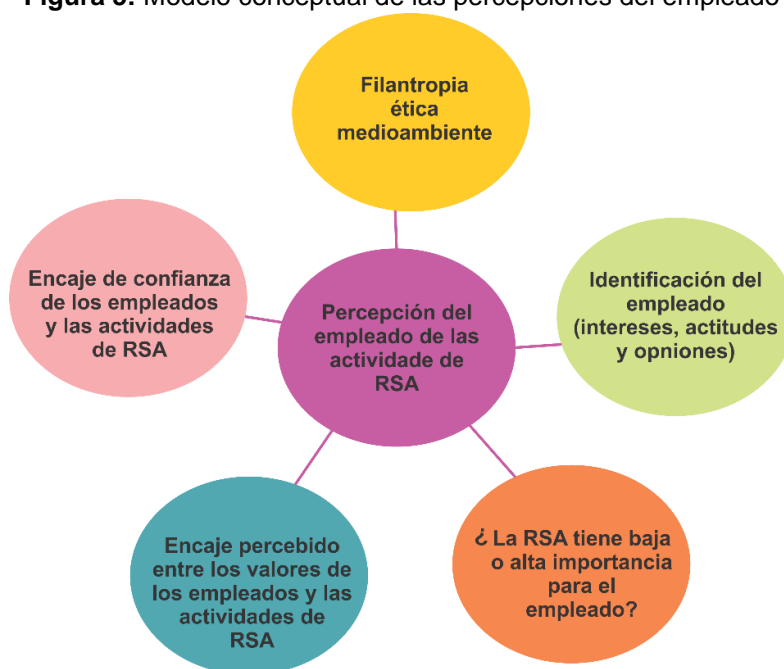 Figura 3. Modelo conceptual de las percepciones del empleado
Filantropia
ética
medioambiente
Encaje de confianza
de los empleados
y las actividades
de RSA
Percepción del
empleado de las
actividade de
RSA
Identificación del
empleado
(intereses, actitudes
y opniones)
Encaje percebido
entre los valores de
los empleados y las
actividades de
RSA
¿ La RSA tiene baja
o alta importancia
para el
empleado?